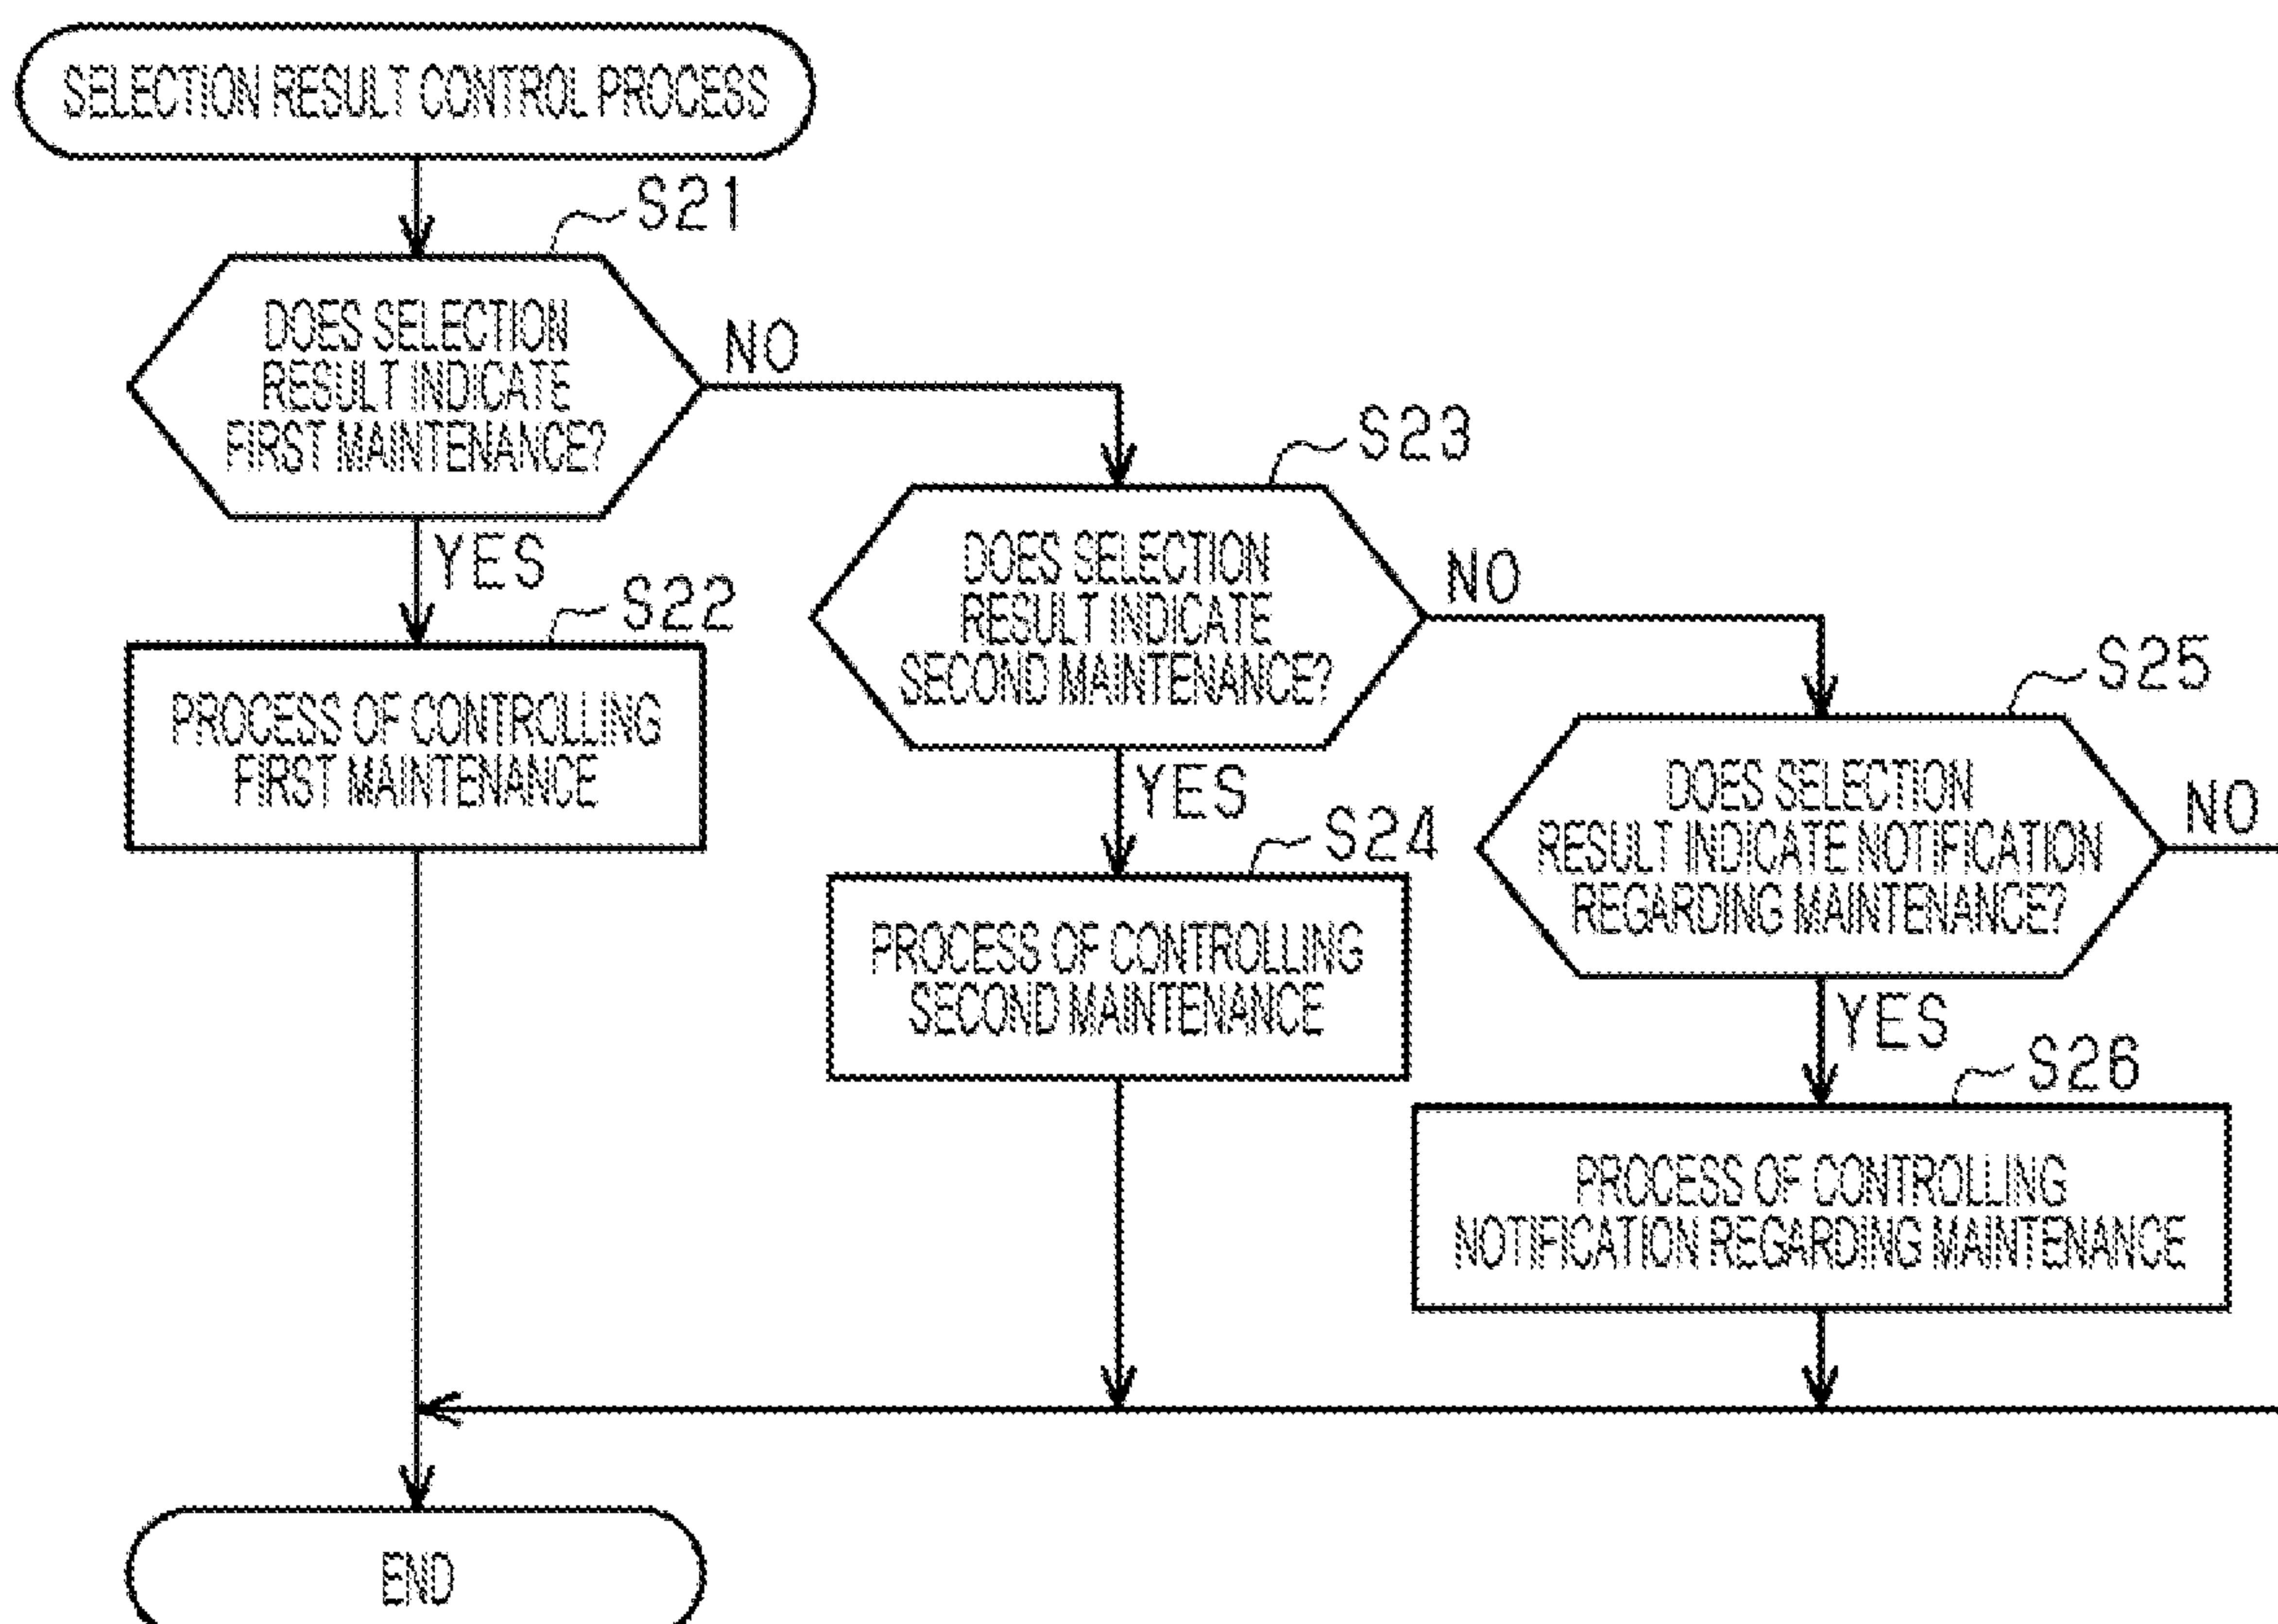 SELECTION RESULT CONTROL PROCESS
S21
DOES SELECTION
RESULT INDICATE
FIRST MAINTENANCE?
NO
YES
S22
PROCESS OF CONTROLLING
FIRST MAINTENANCE
S23
DOES SELECTION
RESULT INDICATE
SECOND MAINTENANCE?
NO
YES
S24
PROCESS OF CONTROLLING
SECOND MAINTENANCE
S25
DOES SELECTION
RESULT INDICATE NOTIFICATION
REGARDING MAINTENANCE?
NO
YES
S26
PROCESS OF CONTROLLING
NOTIFICATION REGARDING MAINTENANCE
END